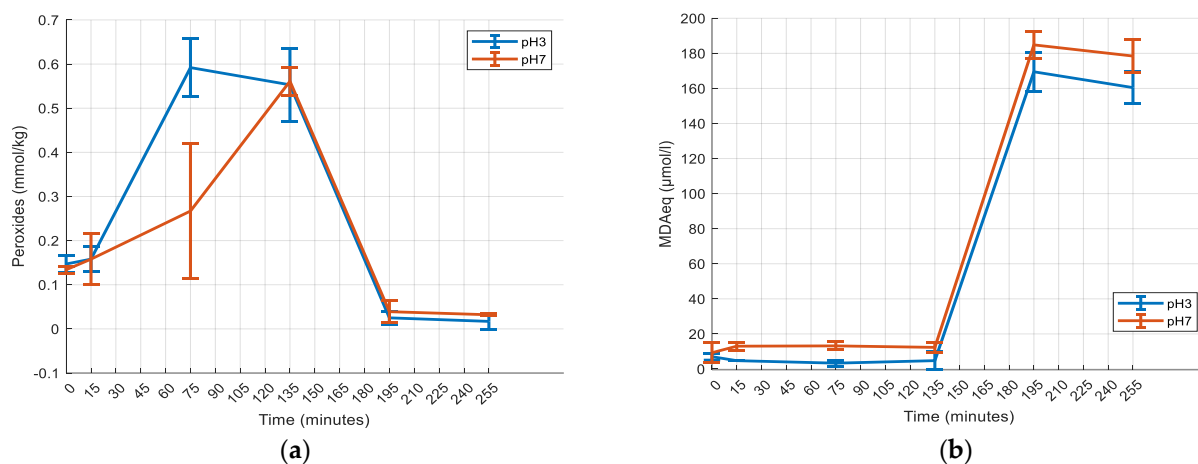 0.7
0.6
0.5
0.4
0.3
0.2
0.1
0
-0.1
Peroxides (mmol/kg)
pH3
pH7
0 15 30 45 60 75 90 105 120 135 150 165 180 195 210 225 240 255
Time (minutes)
(a)
200
180
160
140
120
100
80
60
40
20
0
MDAeq (μmol/l)
pH3
pH7
0 15 30 45 60 75 90 105 120 135 150 165 180 195 210 225 240 255
Time (minutes)
(b)